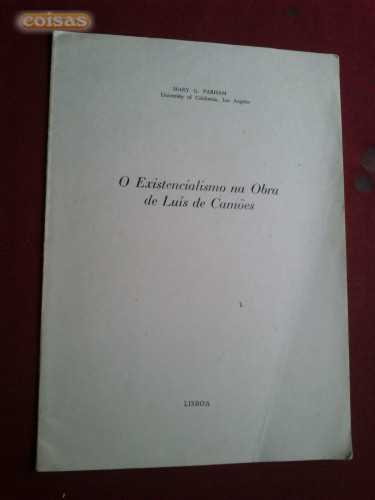 coisas
MARY G. PARHAM
University of California, Los Angeles
O Existencialismo na Obra
de Luís de Camões
LISBOA